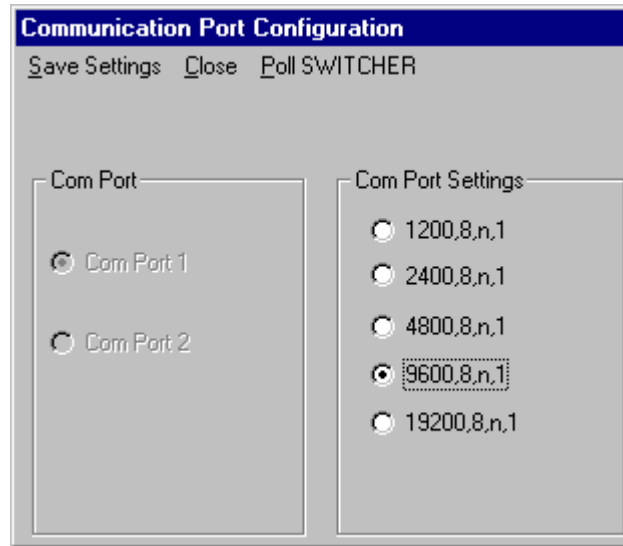 Communication Port Configuration
Save Settings Close Poll SWITCHER
Com Port
Com Port 1
Com Port 2
Com Port Settings
1200,8,n,1
2400,8,n,1
4800,8,n,1
9600,8,n,1
19200,8,n,1